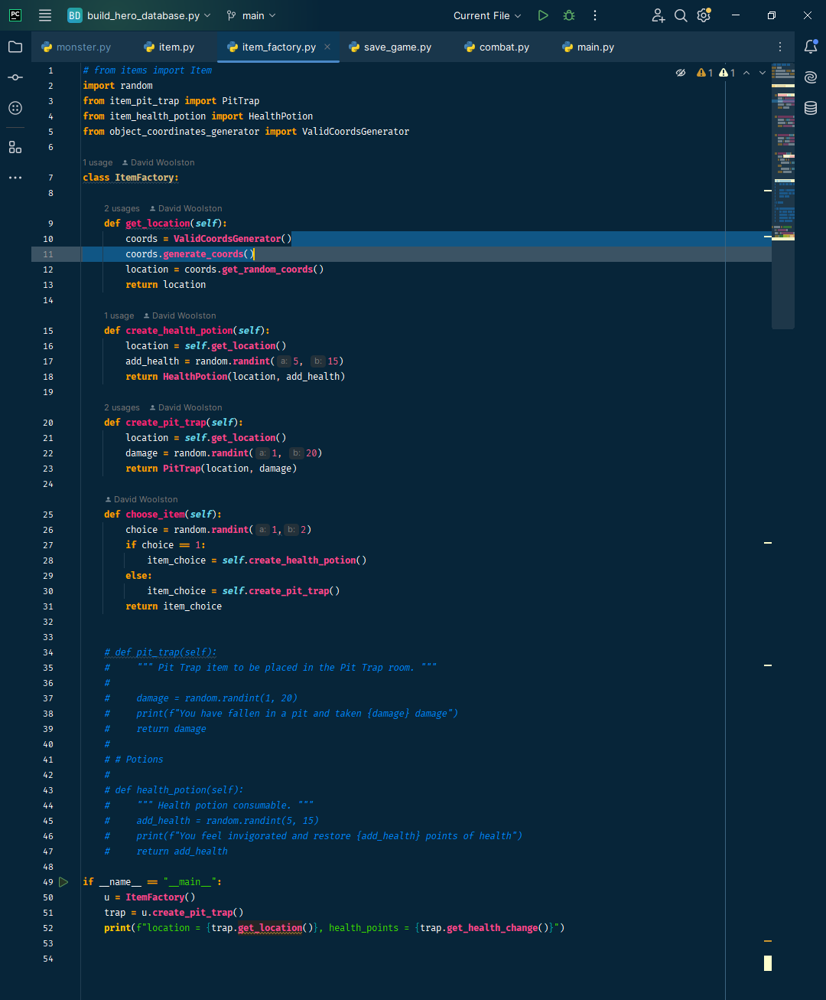 PC BD build_hero_database.py main Current File
monster.py item.py item_factory.py save_game.py combat.py main.py
1 # from items import Item
2 import random
3 from item_pit_trap import PitTrap
4 from item_health_potion import HealthPotion
5 from object_coordinates_generator import ValidCoordsGenerator
6
1 usage David Woolston
7 class ItemFactory:
8
2 usages David Woolston
9 def get_location(self):
10 coords = ValidCoordsGenerator()
11 coords.generate_coords()
12 location = coords.get_random_coords()
13 return location
14
1 usage David Woolston
15 def create_health_potion(self):
16 location = self.get_location()
17 add_health = random.randint( a: 5, b: 15)
18 return HealthPotion(location, add_health)
19
2 usages David Woolston
20 def create_pit_trap(self):
21 location = self.get_location()
22 damage = random.randint( a: 1, b: 20)
23 return PitTrap(location, damage)
24
David Woolston
25 def choose_item(self):
26 choice = random.randint( a: 1, b: 2)
27 if choice == 1:
28 item_choice = self.create_health_potion()
29 else:
30 item_choice = self.create_pit_trap()
31 return item_choice
32
33
34 # def pit_trap(self):
35 # """ Pit Trap item to be placed in the Pit Trap room. """
36 #
37 # damage = random.randint(1, 20)
38 # print(f"You have fallen in a pit and taken {damage} damage")
39 # return damage
40 #
41 # # Potions
42 #
43 # def health_potion(self):
44 # """ Health potion consumable. """
45 # add_health = random.randint(5, 15)
46 # print(f"You feel invigorated and restore {add_health} points of health")
47 # return add_health
48
49 if __name__ == "__main__":
50 u = ItemFactory()
51 trap = u.create_pit_trap()
52 print(f"location = {trap.get_location()}, health_points = {trap.get_health_change()}")
53
54
1 1